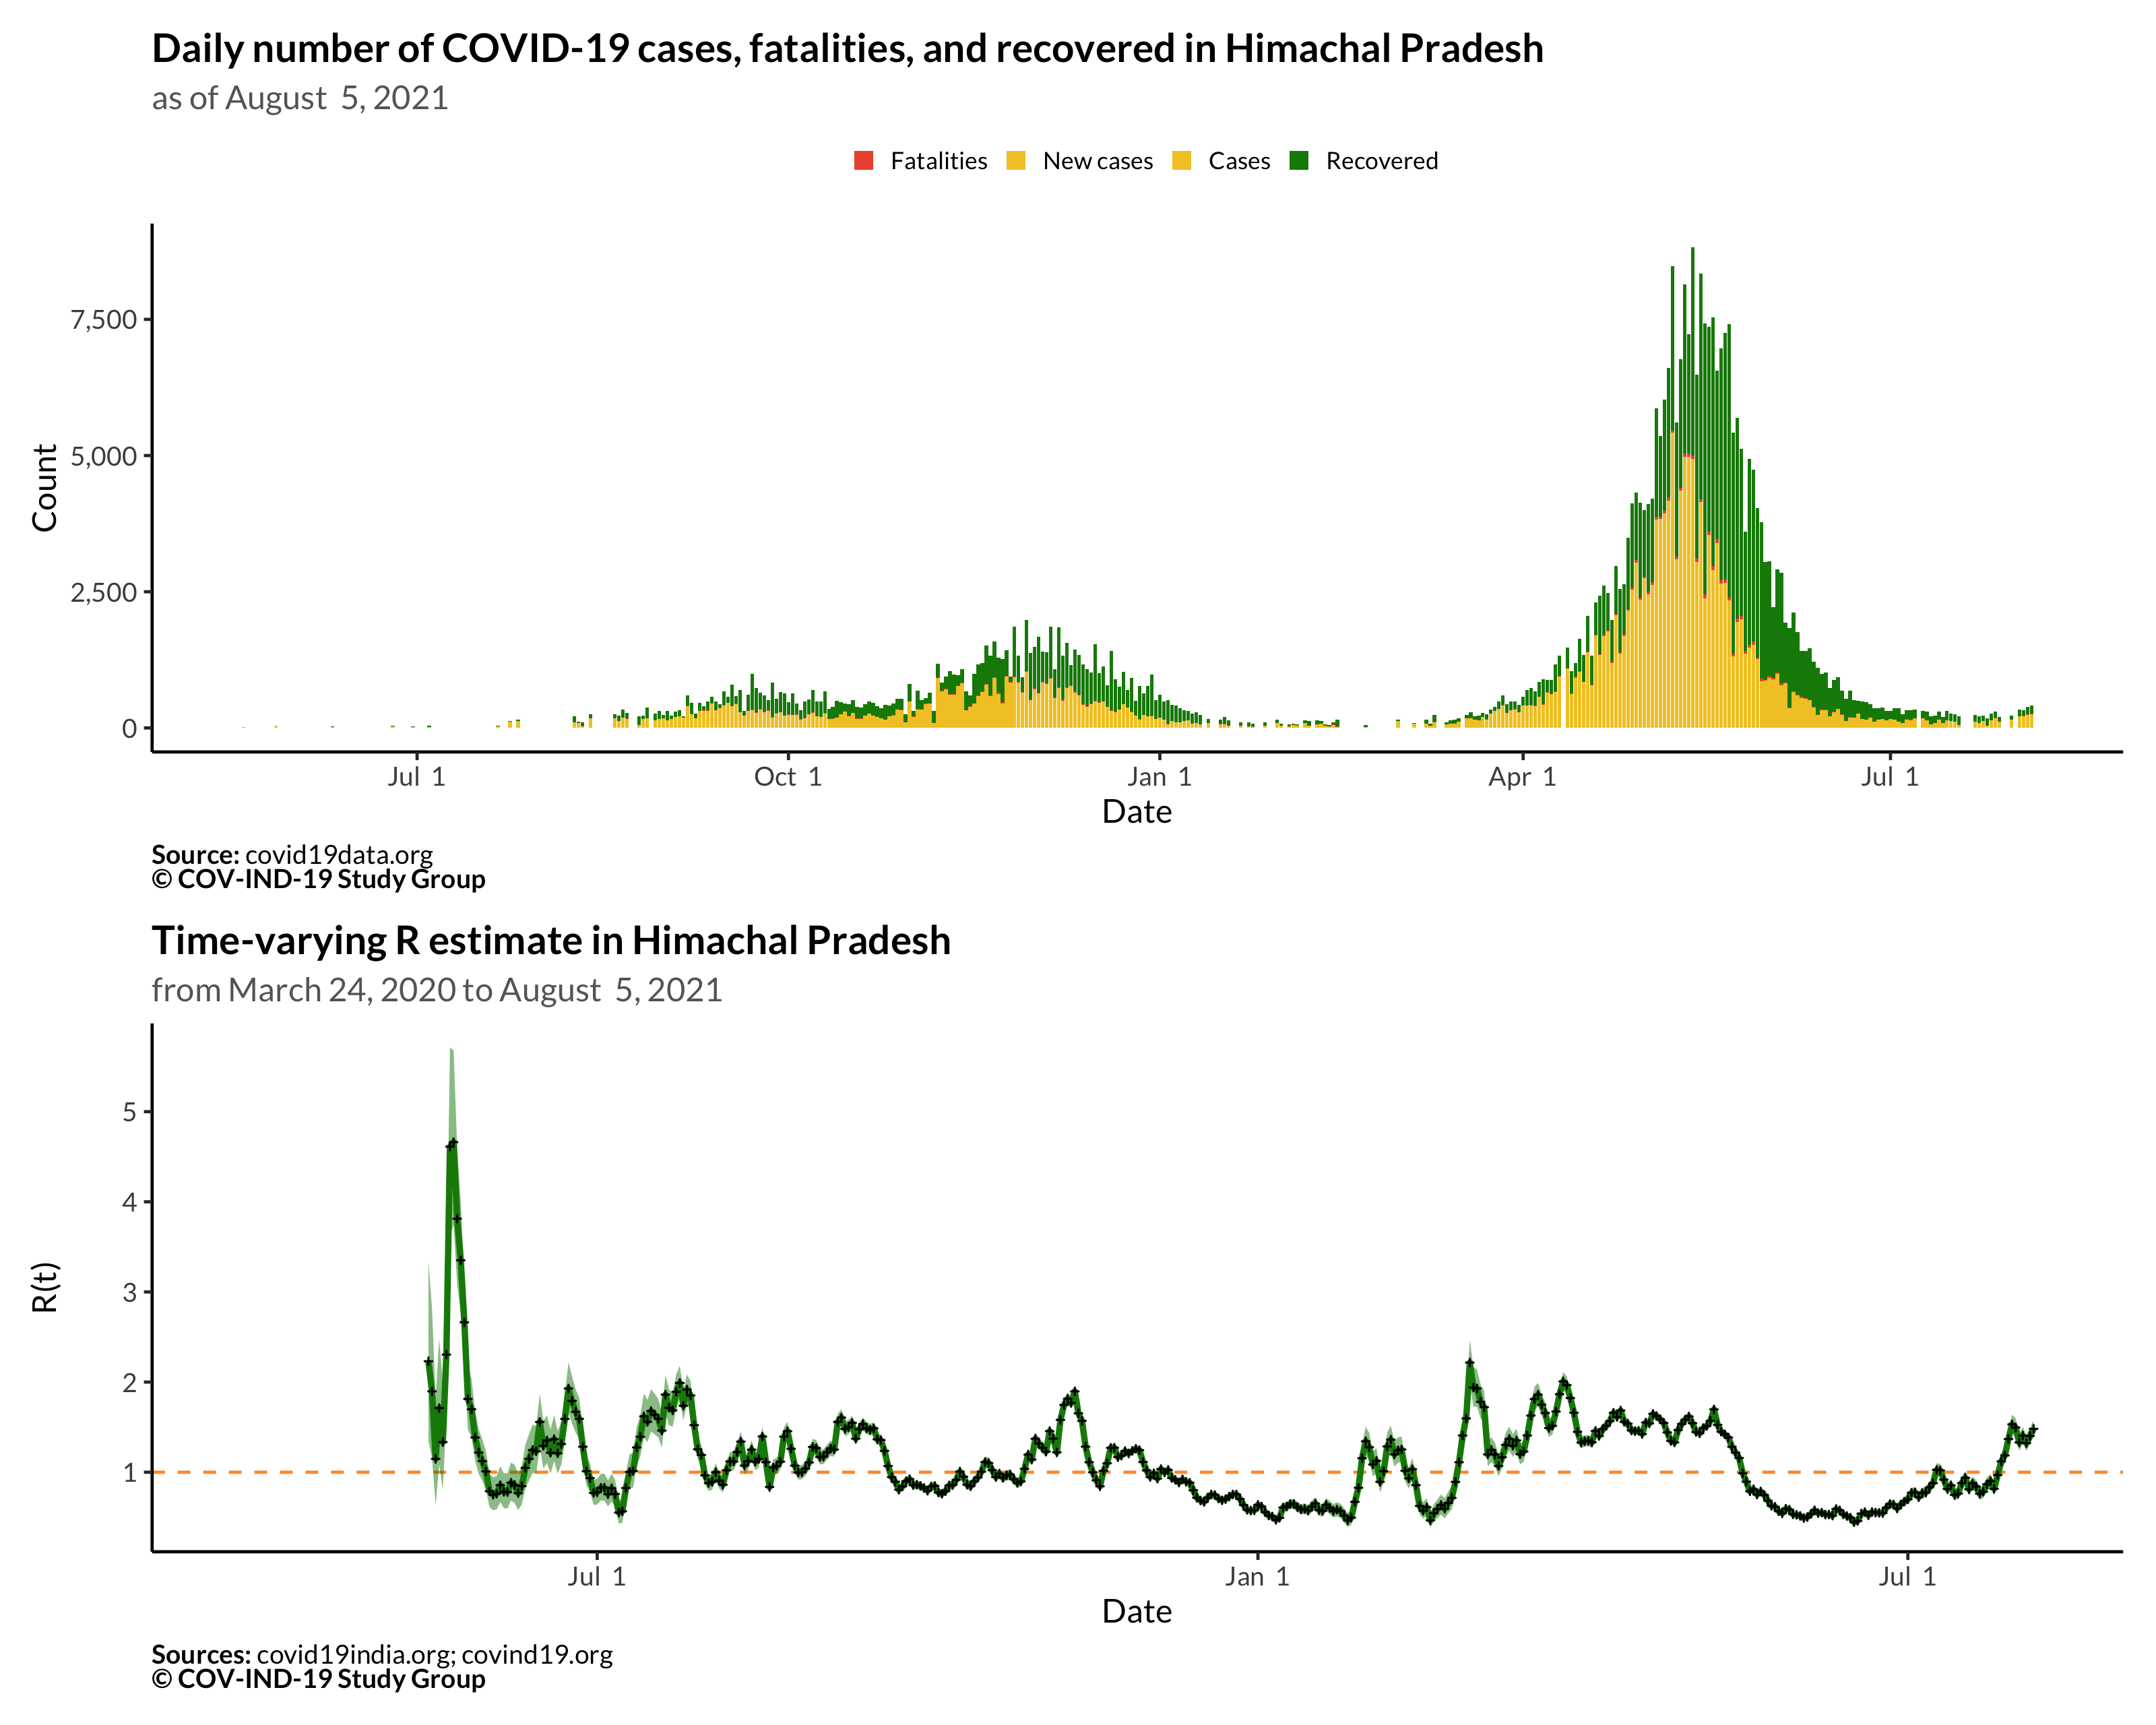 Daily number of COVID-19 cases, fatalities, and recovered in Himachal Pradesh
as of August  5, 2021
Fatalities New cases Cases Recovered
7,500
5,000
2,500
0
Count
Jul  1 Oct  1 Jan  1 Apr  1 Jul  1
Date
Source: covid19data.org
© COV-IND-19 Study Group
Time-varying R estimate in Himachal Pradesh
from March 24, 2020 to August  5, 2021
5
4
3
2
1
R(t)
Jul  1 Jan  1 Jul  1
Date
Sources: covid19india.org; covind19.org
© COV-IND-19 Study Group